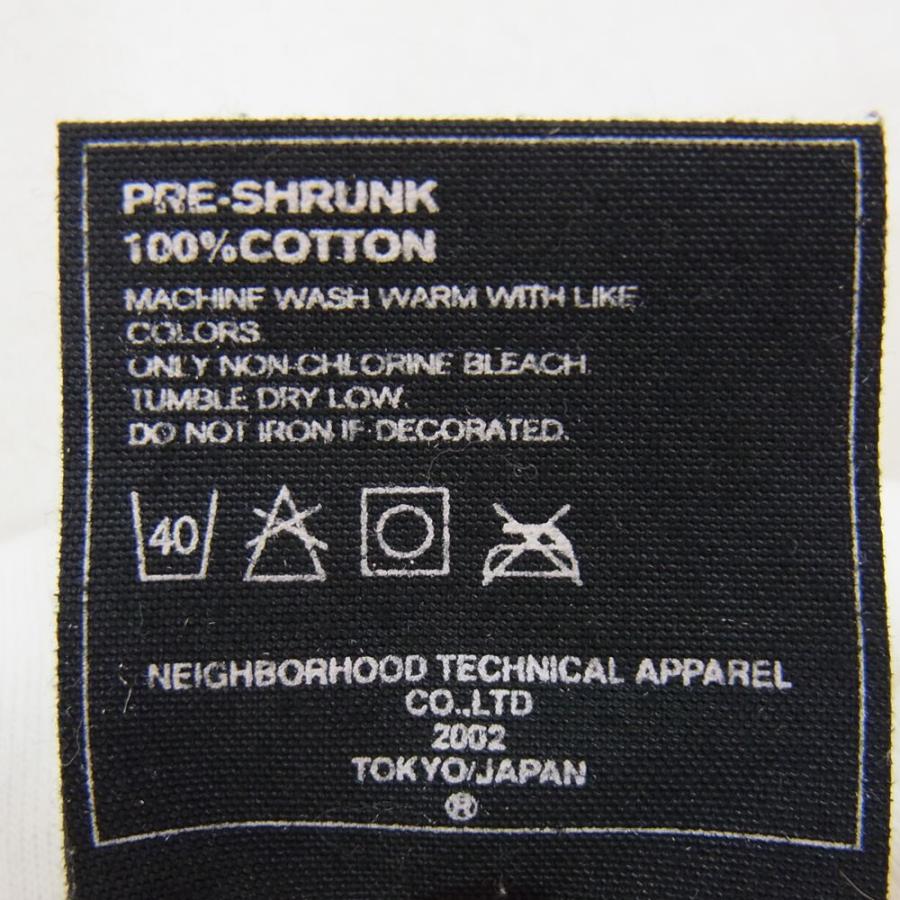 PRE-SHRUNK
100%COTTON
MACHINE WASH WARM WITH LIKE
COLORS
ONLY NON-CHLORINE BLEACH.
TUMBLE DRY LOW.
DO NOT IRON IF DECORATED.
40
NEIGHBORHOOD TECHNICAL APPAREL
CO.,LTD
2002
TOKYO/JAPAN
®